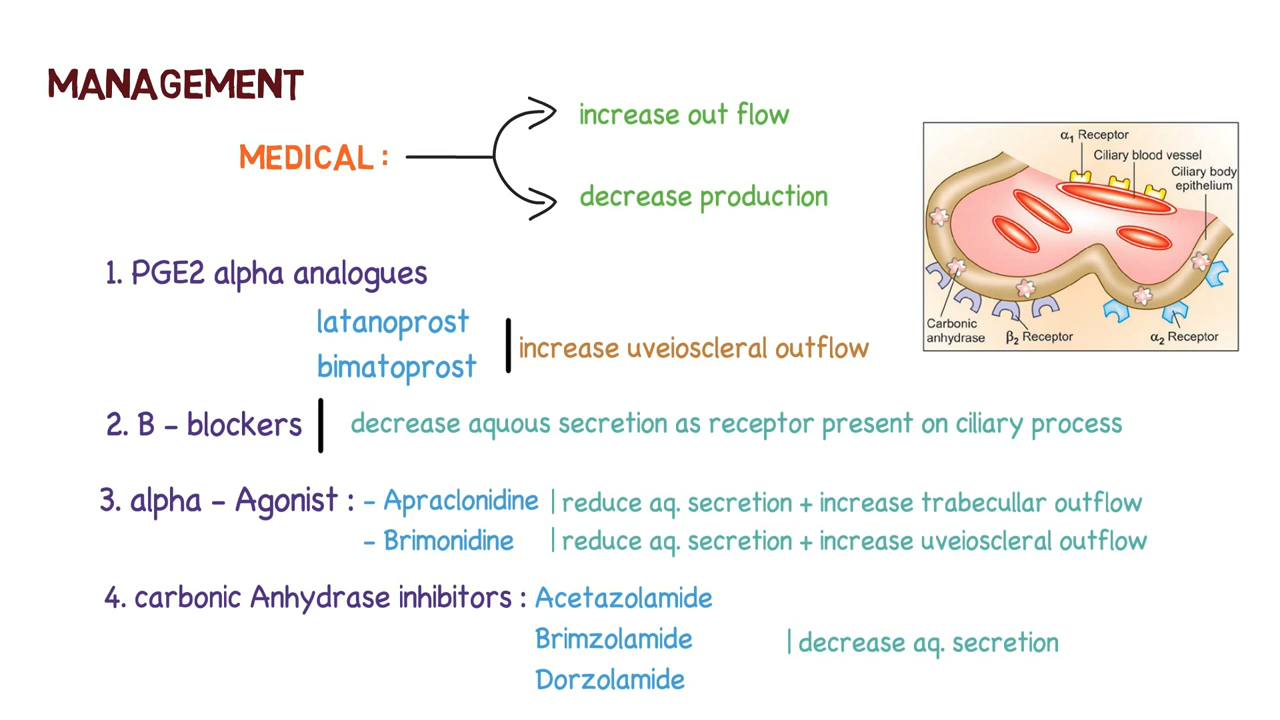 MANAGEMENT
MEDICAL :
increase out flow
decrease production
α1 Receptor
Ciliary blood vessel
Ciliary body
epithelium
Carbonic
anhydrase
β2 Receptor
α2 Receptor
1. PGE2 alpha analogues
latanoprost
bimatoprost
increase uveioscleral outflow
2. B – blockers
decrease aquous secretion as receptor present on ciliary process
3. alpha – Agonist : – Apraclonidine | reduce aq. secretion + increase trabecullar outflow
– Brimonidine | reduce aq. secretion + increase uveioscleral outflow
4. carbonic Anhydrase inhibitors : Acetazolamide
Brimzolamide | decrease aq. secretion
Dorzolamide